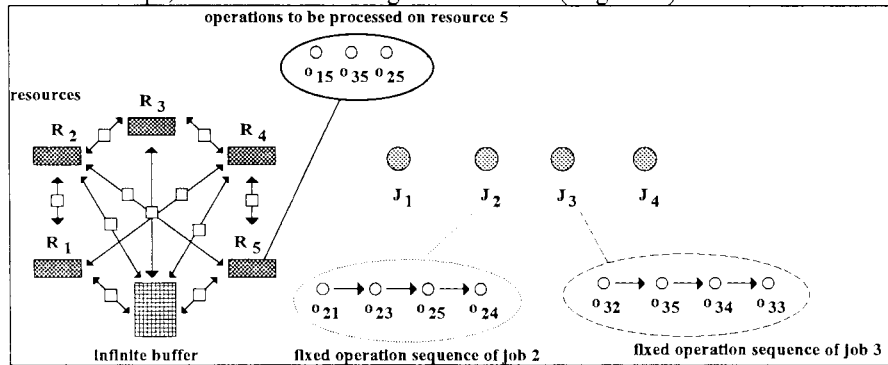 operations to be processed on resource 5
o15 o35 o25
resources
R3
R2
R4
J1 J2 J3 J4
R1
R5
o21 o23 o25 o24
o32 o35 o34 o33
infinite buffer
fixed operation sequence of job 2
fixed operation sequence of job 3